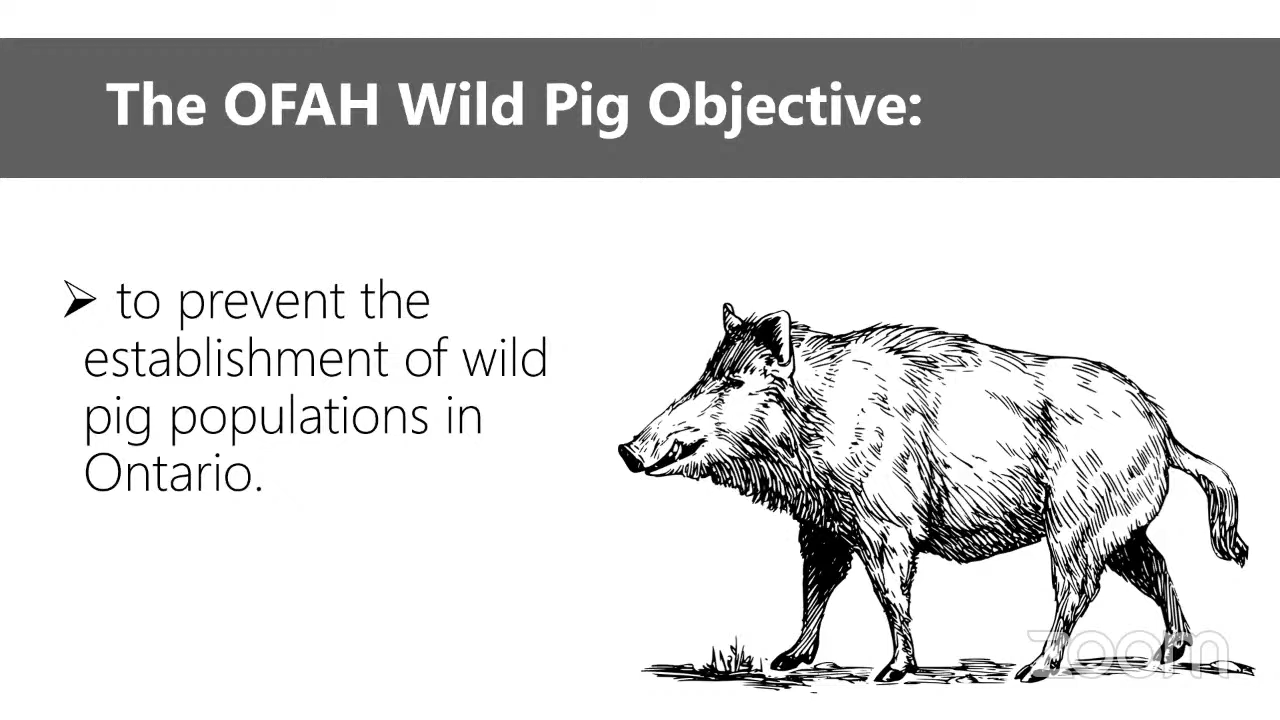 The OFAH Wild Pig Objective:
➢ to prevent the
establishment of wild
pig populations in
Ontario.
zoom